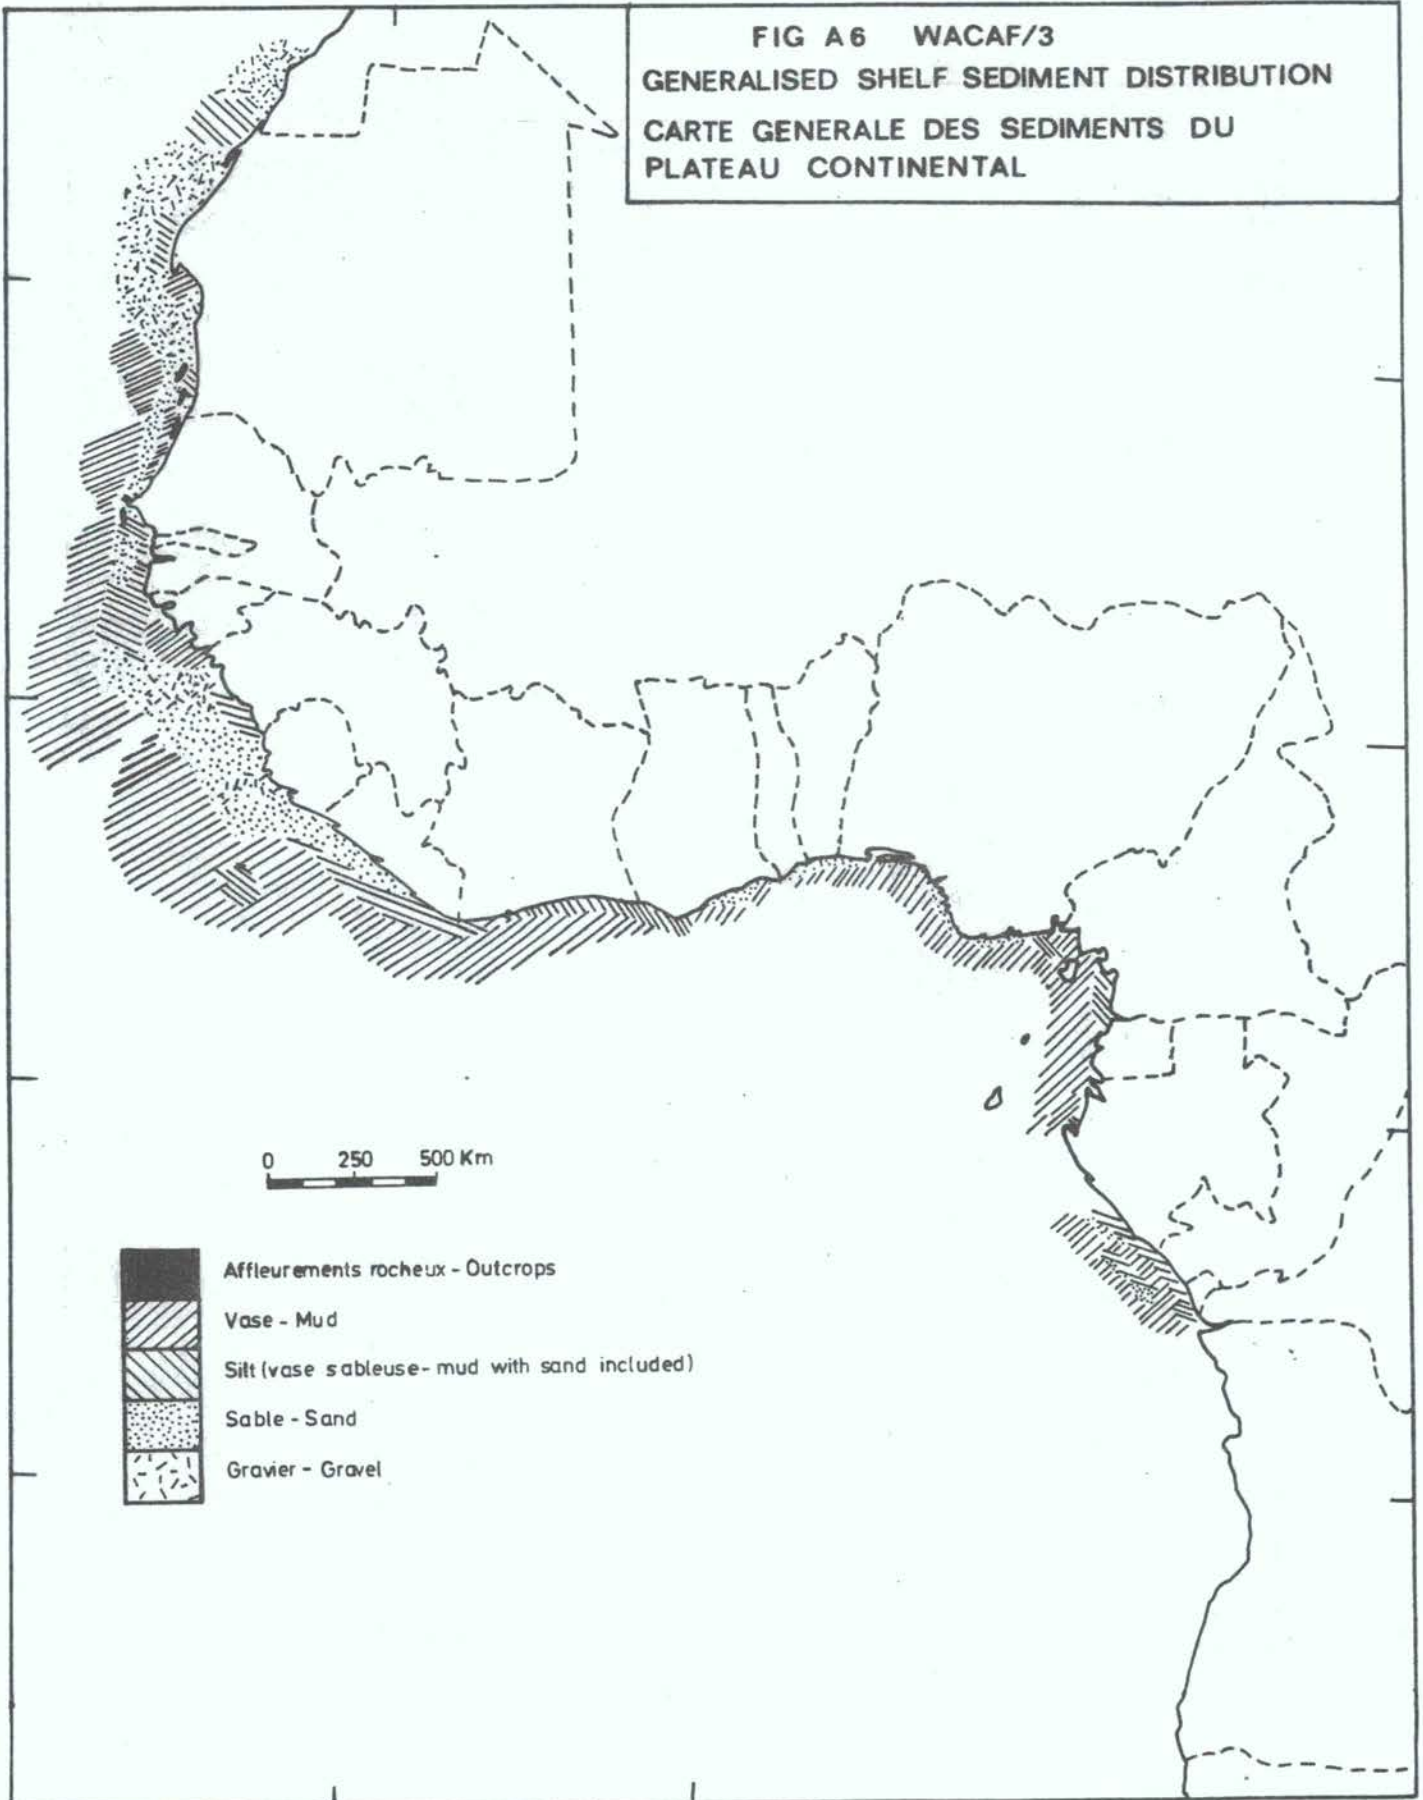 FIG A6 WACAF/3
GENERALISED SHELF SEDIMENT DISTRIBUTION
CARTE GENERALE DES SEDIMENTS DU
PLATEAU CONTINENTAL
0 250 500 Km
Affleurements rocheux - Outcrops
Vase - Mud
Silt (vase sableuse - mud with sand included)
Sable - Sand
Gravier - Gravel